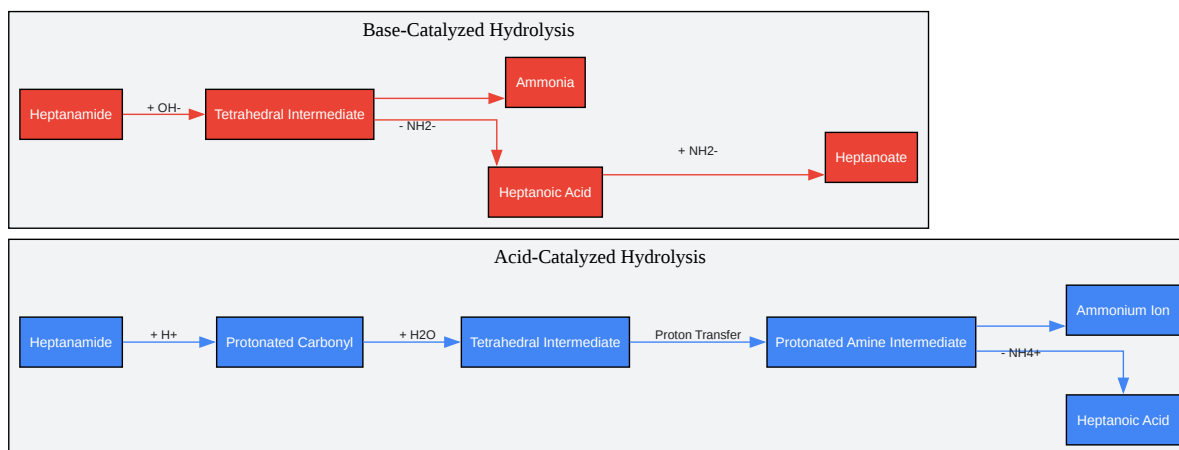 Base-Catalyzed Hydrolysis
Ammonia
Heptanamide
+ OH-
Tetrahedral Intermediate
- NH2-
+ NH2-
Heptanoate
Heptanoic Acid
Acid-Catalyzed Hydrolysis
Ammonium Ion
Heptanamide
+ H+
Protonated Carbonyl
+ H2O
Tetrahedral Intermediate
Proton Transfer
Protonated Amine Intermediate
- NH4+
Heptanoic Acid